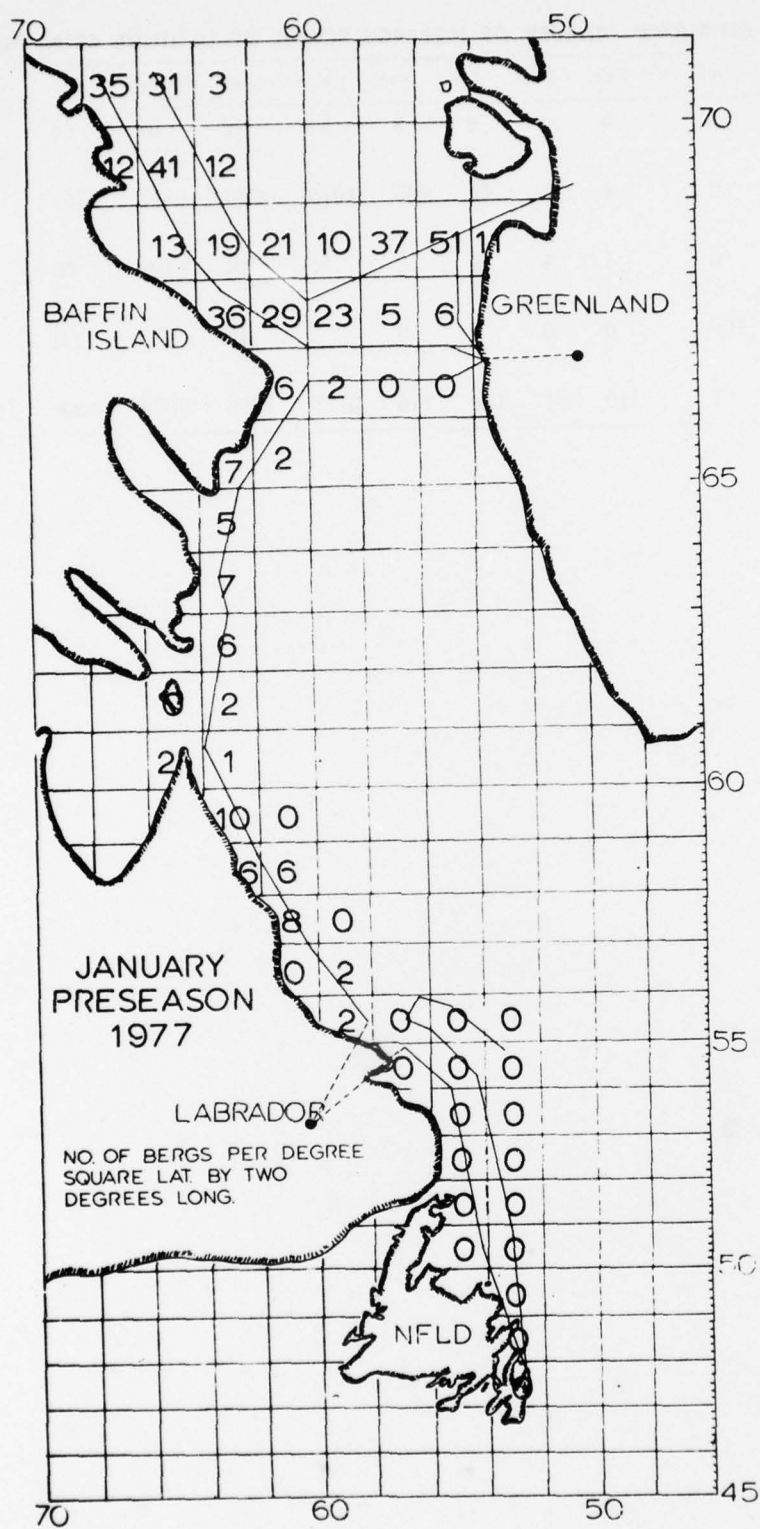 70 60 50
35 31 3
70
12 41 12
13 19 21 10 37 51 1
BAFFIN
ISLAND
GREENLAND
36 29 23 5 6
6 2 0 0
7 2
65
5
7
6
2
2 1
60
10 0
6 6
8 0
JANUARY
PRESEASON
1977
0 2
2 0 0 0
55
0 0 0
LABRADOR
0 0
NO. OF BERGS PER DEGREE
SQUARE LAT. BY TWO
DEGREES LONG.
0 0
0 0
0 0
50
0
NFLD
0
45
70 60 50